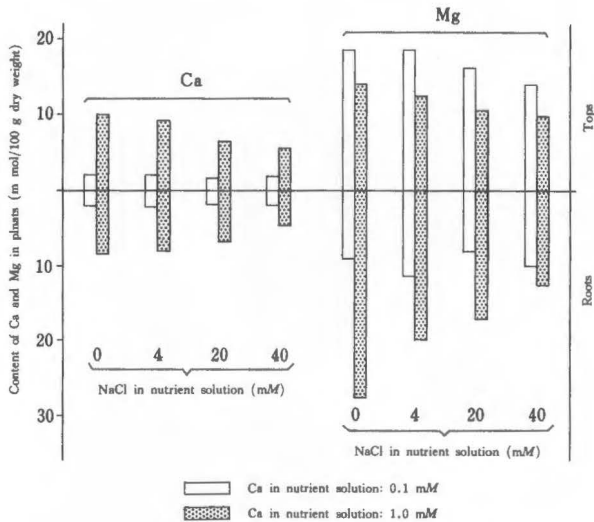 Content of Ca and Mg in plnats (m mol/100 g dry weight)
20
10
10
20
30
Ca
Mg
Tops
Roots
0 4 20 40
NaCl in nutrient solution (mM)
0 4 20 40
NaCl in nutrient solution (mM)
Ca in nutrient solution: 0.1 mM
Ca in nutrient solution: 1.0 mM